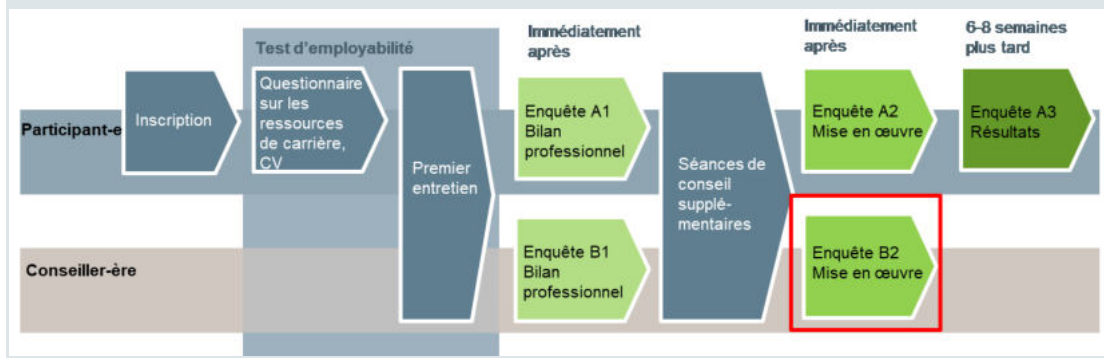 Test d'employabilité
Immédiatement
après
Immédiatement
après
6-8 semaines
plus tard
Participant-e
Inscription
Questionnaire
sur les
ressources
de carrière,
CV
Premier
entretien
Enquête A1
Bilan
professionnel
Séances de
conseil
supplé-
mentaires
Enquête A2
Mise en œuvre
Enquête A3
Résultats
Conseiller-ère
Enquête B1
Bilan
professionnel
Enquête B2
Mise en œuvre